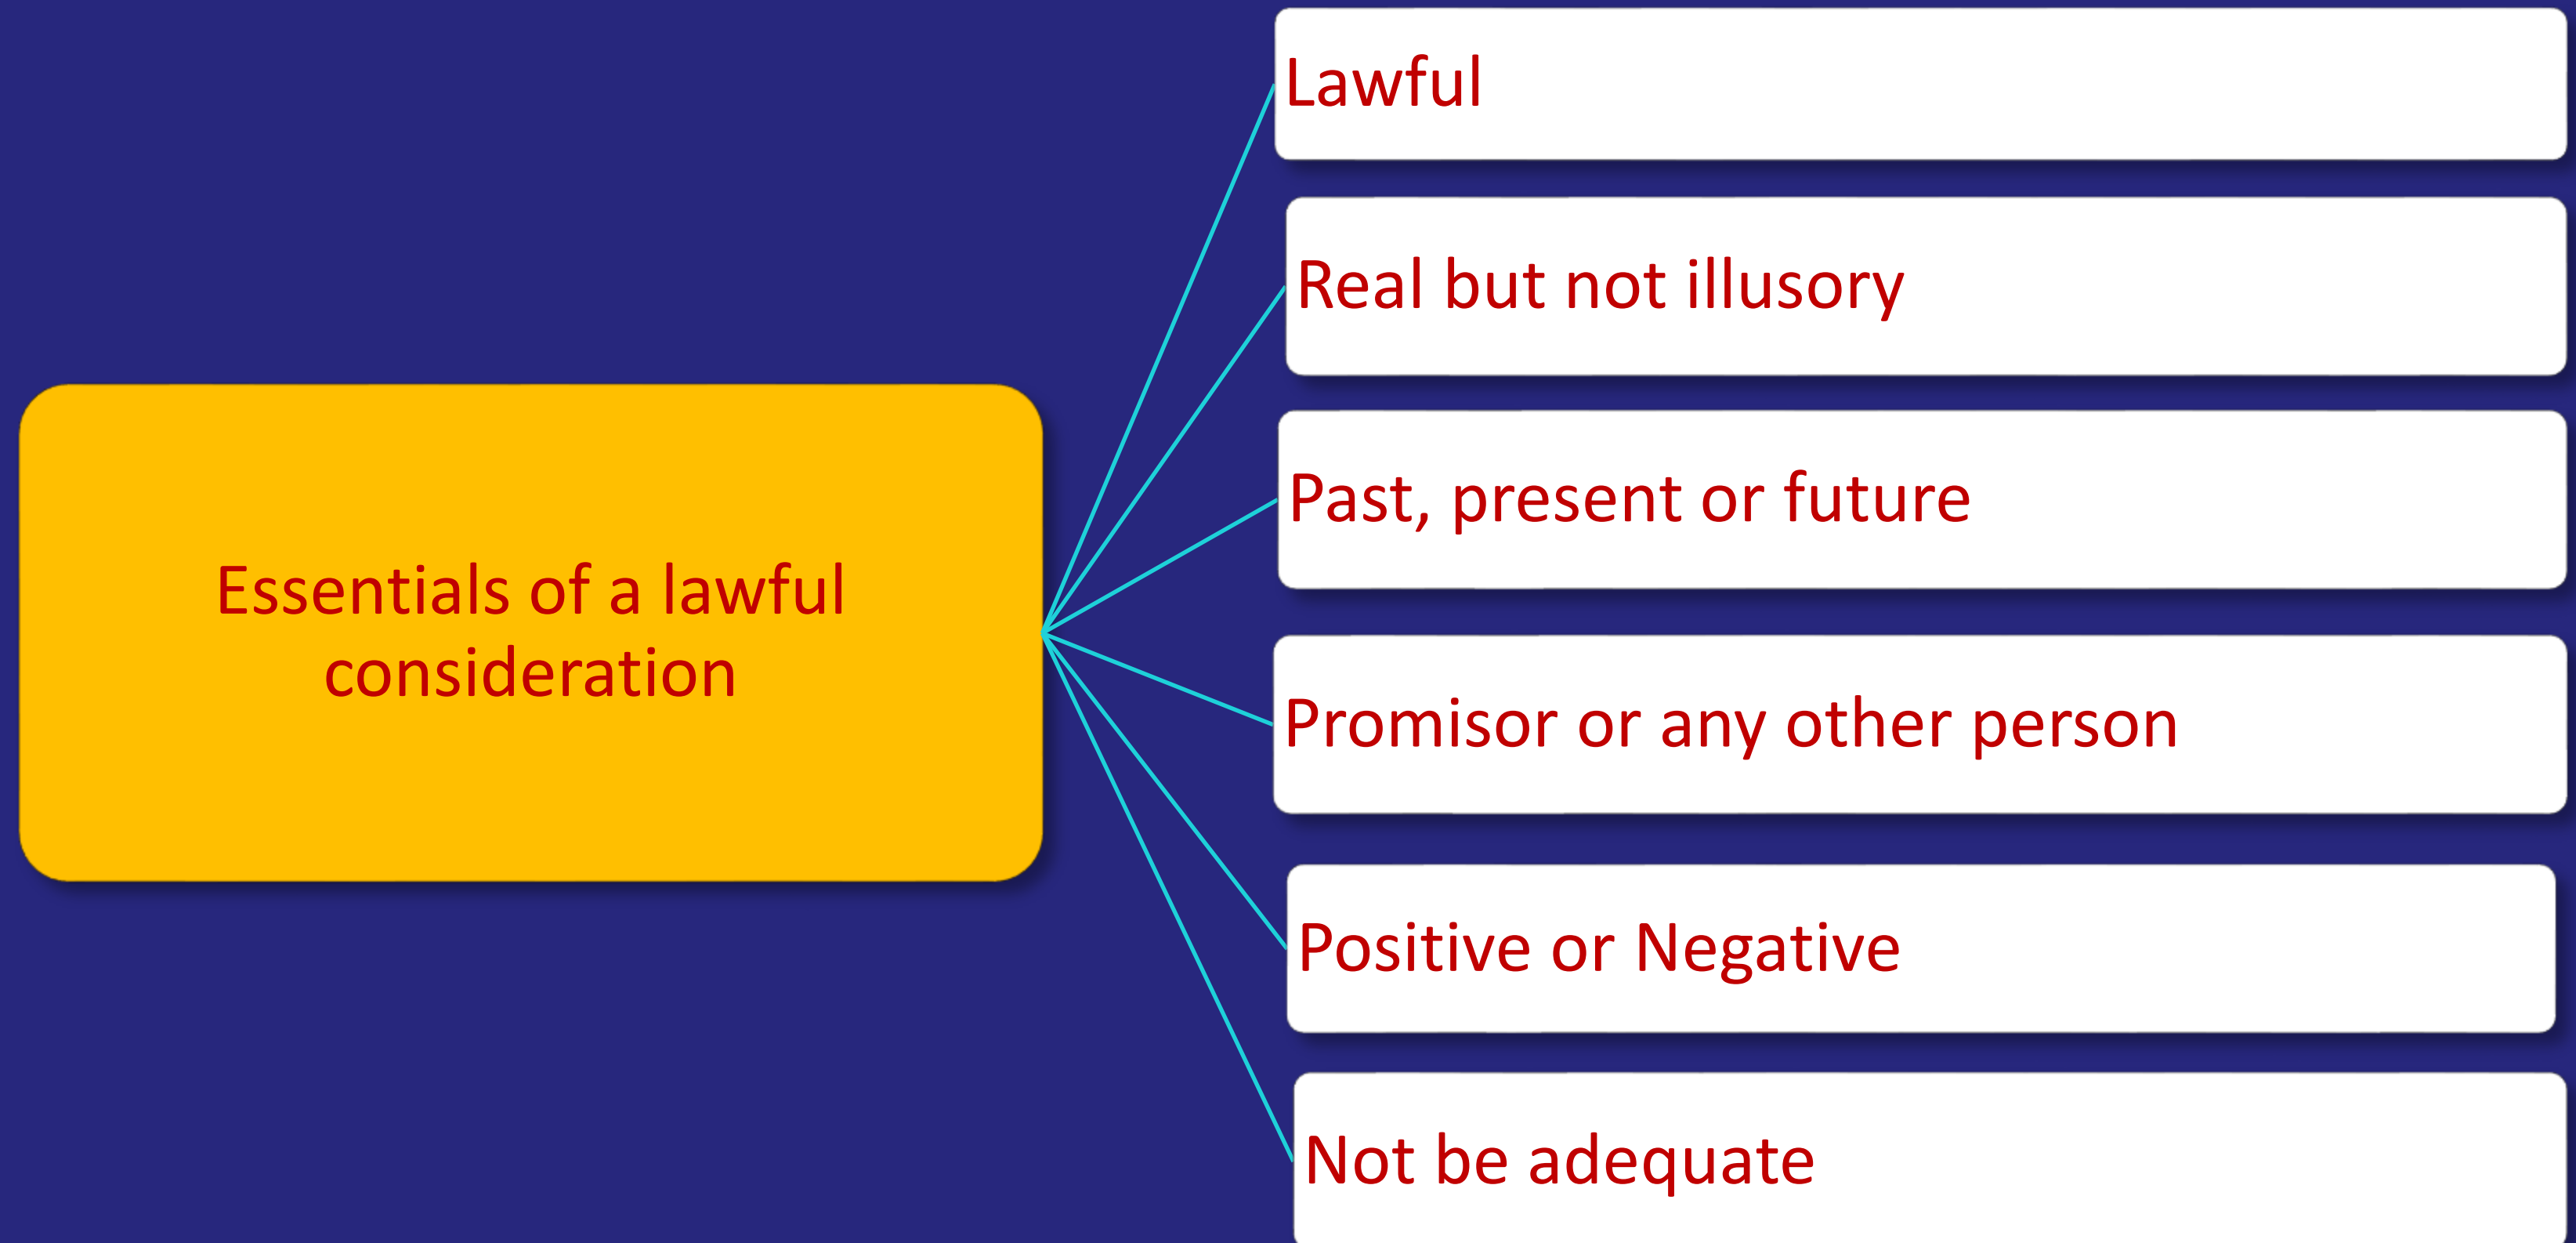 Essentials of a lawful
consideration
Lawful
Real but not illusory
Past, present or future
Promisor or any other person
Positive or Negative
Not be adequate